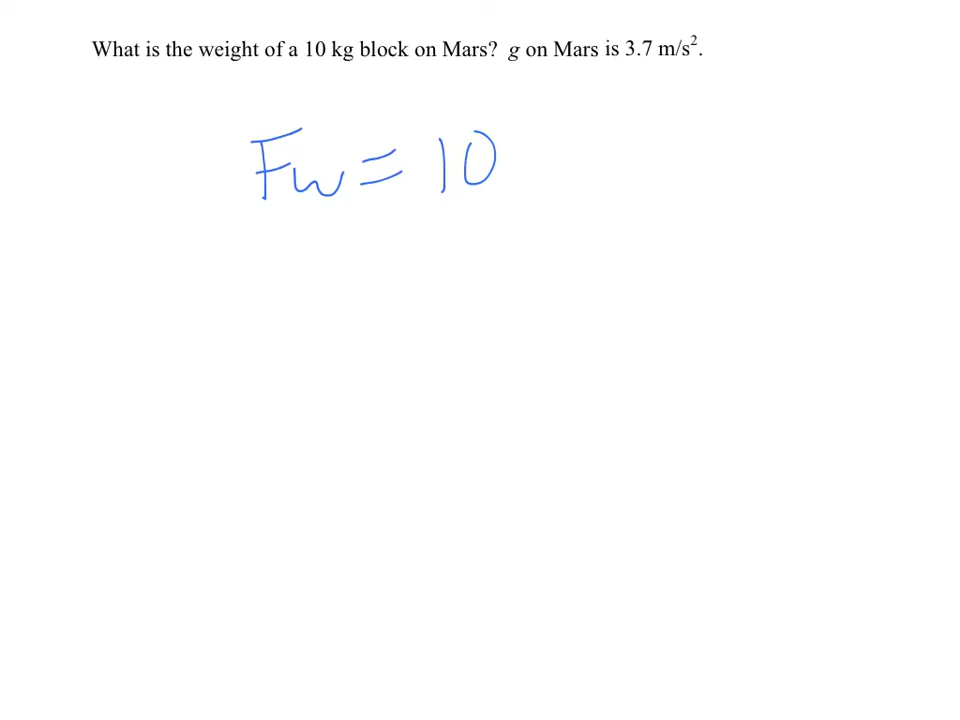 What is the weight of a 10 kg block on Mars? g on Mars is 3.7 m/s².
Fw = 10